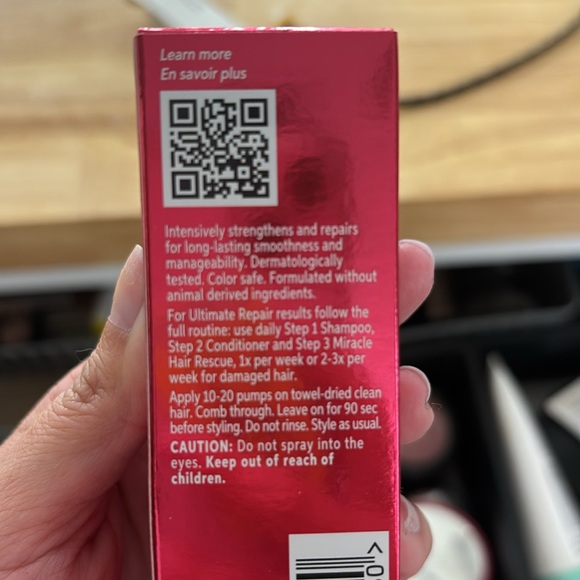 Learn more
En savoir plus
Intensively strengthens and repairs
for long-lasting smoothness and
manageability. Dermatologically
tested. Color safe. Formulated without
animal derived ingredients.
For Ultimate Repair results follow the
full routine: use daily Step 1 Shampoo,
Step 2 Conditioner and Step 3 Miracle
Hair Rescue, 1x per week or 2-3x per
week for damaged hair.
Apply 10-20 pumps on towel-dried clean
hair. Comb through. Leave on for 90 sec
before styling. Do not rinse. Style as usual.
CAUTION: Do not spray into the
eyes. Keep out of reach of
children.